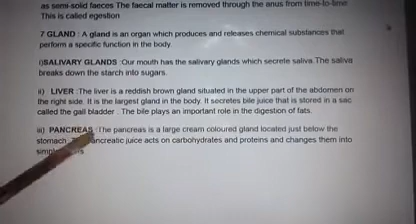 as semi-solid faeces The faecal matter is removed through the anus from time-to-time
This is called egestion
7 GLAND : A gland is an organ which produces and releases chemical substances that
perform a specific function in the body
i)SALIVARY GLANDS :Our mouth has the salivary glands which secrete saliva The saliva
breaks down the starch into sugars
ii) LIVER :The liver is a reddish brown gland situated in the upper part of the abdomen on
the right side. It is the largest gland in the body. It secretes bile juice that is stored in a sac
called the gall bladder . The bile plays an important role in the digestion of fats.
iii) PANCREAS :The pancreas is a large cream coloured gland located just below the
stomach pancreatic juice acts on carbohydrates and proteins and changes them into